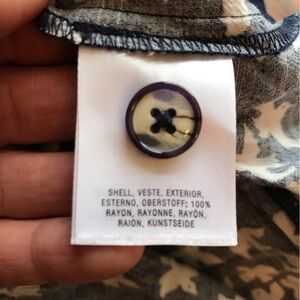 SHELL, VESTE, EXTERIOR,
ESTERNO, OBERSTOFF: 100%
RAYON, RAYONNE, RAYÓN,
RAION, KUNSTSEIDE